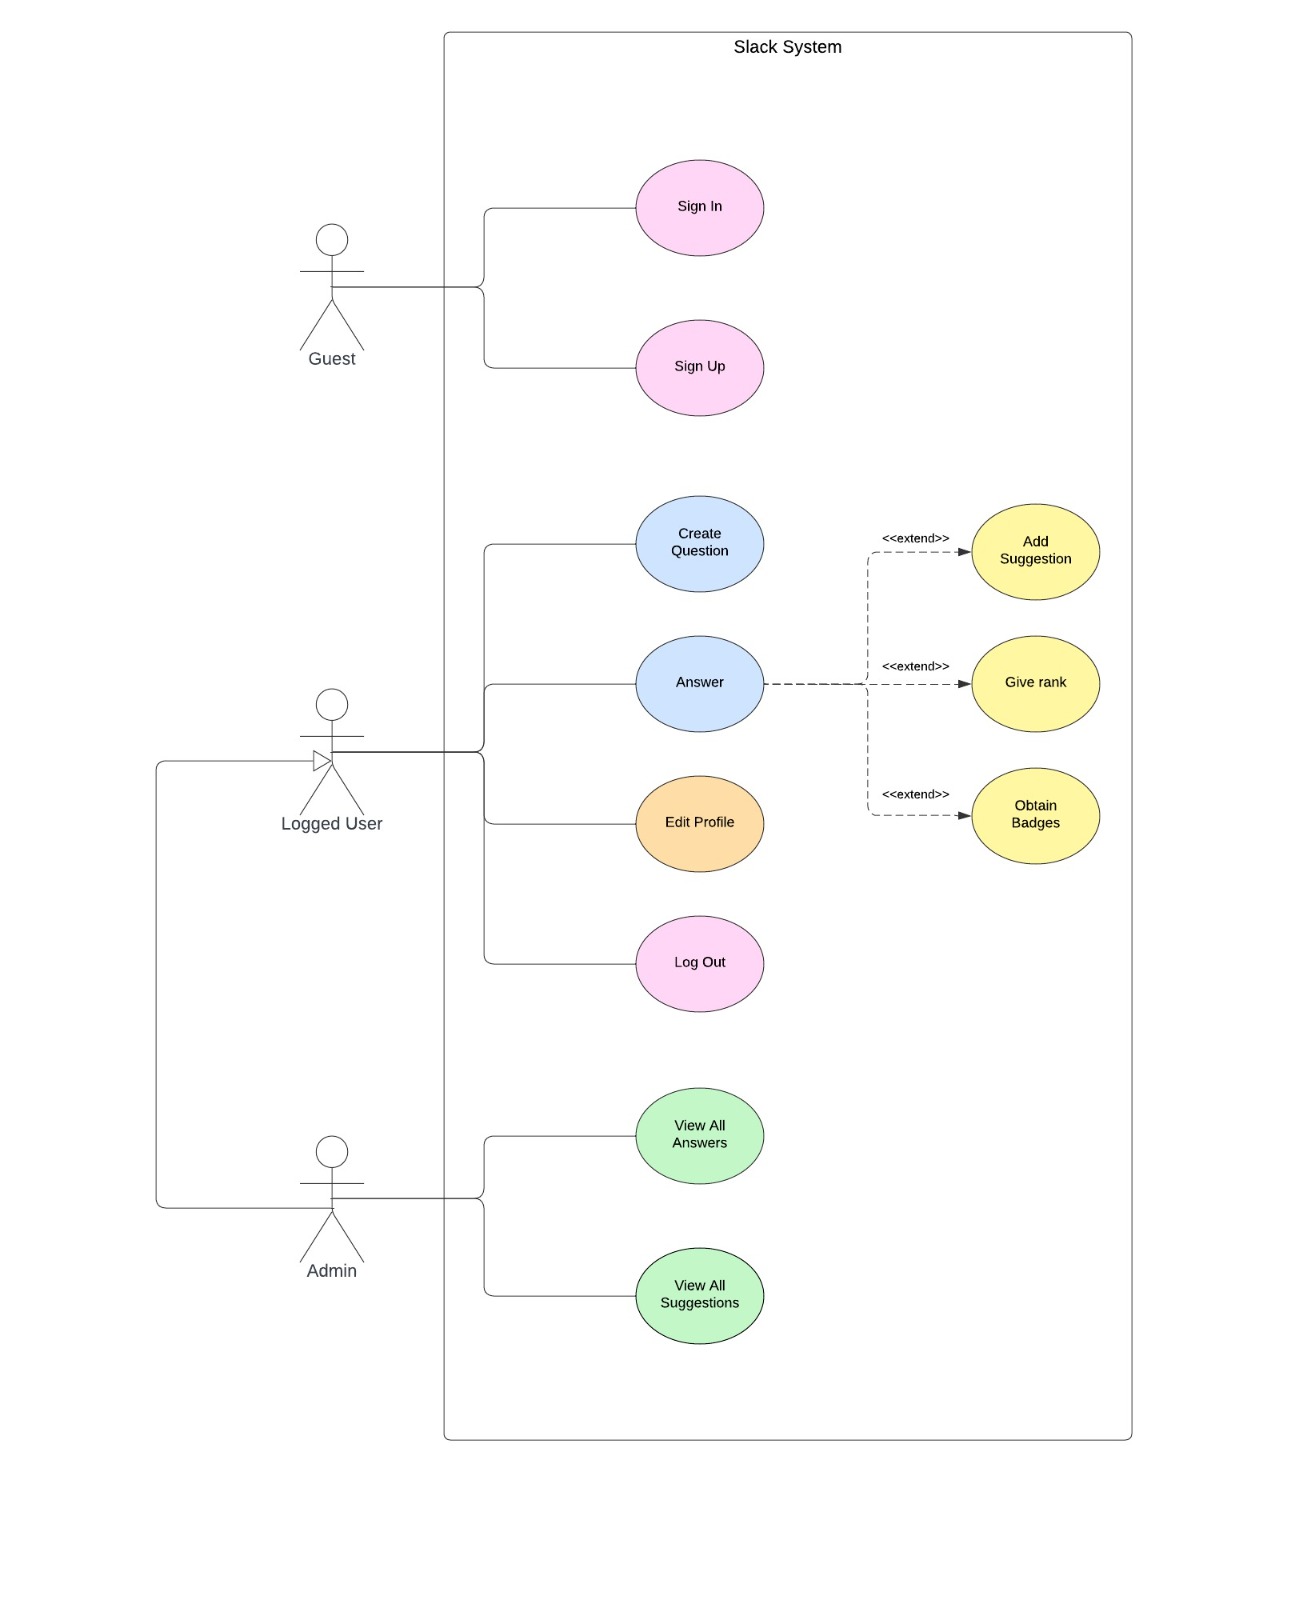 Slack System
Sign In
Guest
Sign Up
Create
Question
<<extend>>
Add
Suggestion
Answer
<<extend>>
Give rank
Logged User
Edit Profile
<<extend>>
Obtain
Badges
Log Out
View All
Answers
Admin
View All
Suggestions